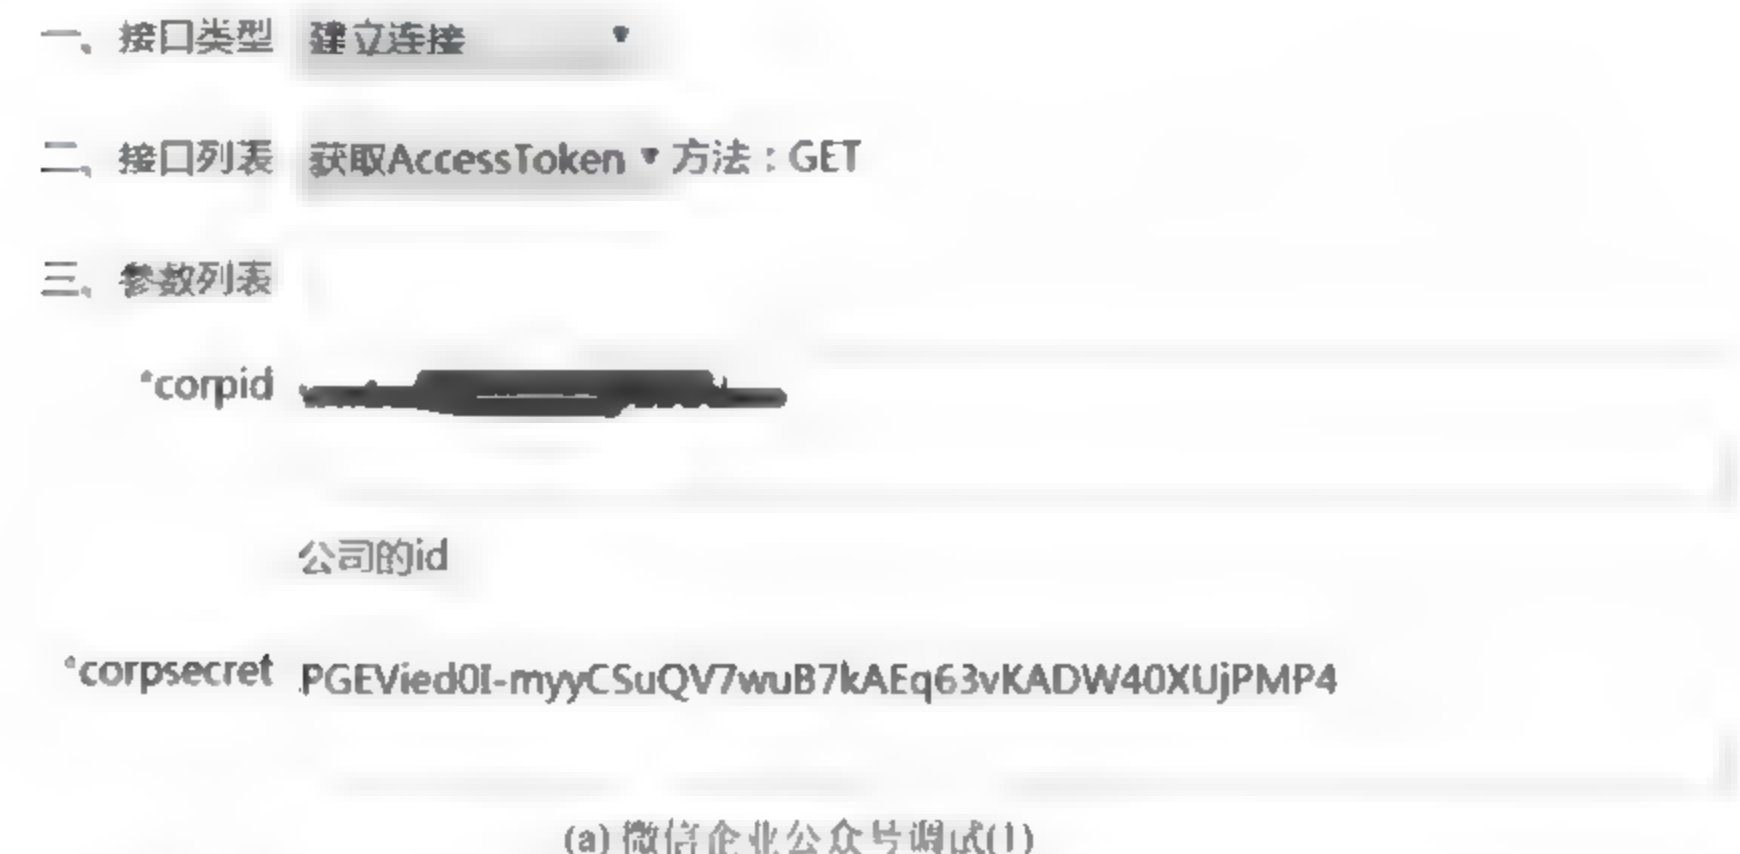 一、接口类型 建立连接
二、接口列表 获取AccessToken 方法：GET
三、参数列表
*corpid
公司的id
*corpsecret PGEVied0I-myyCSuQV7wuB7kAEq63vKADW40XUjPMP4
(a) 微信企业公众号调试(1)